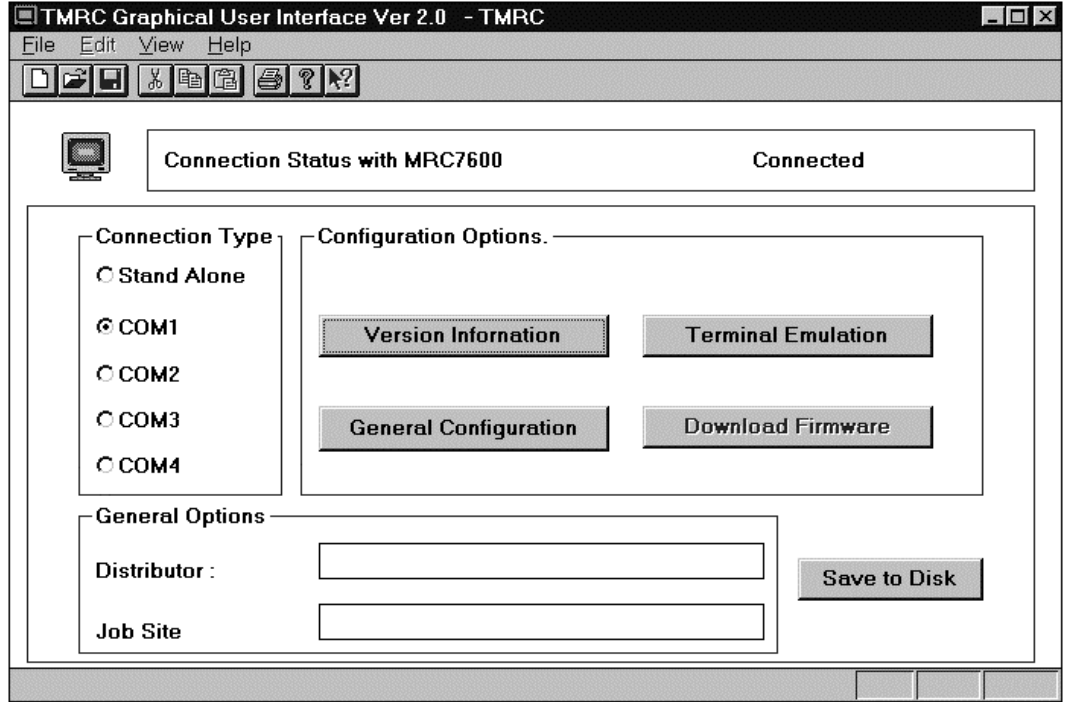 TMRC Graphical User Interface Ver 2.0 - TMRC
File Edit View Help
Connection Status with MRC7600 Connected
Connection Type
Configuration Options.
Stand Alone
COM1
COM2
COM3
COM4
Version Infornation
Terminal Emulation
General Configuration
Download Firmware
General Options
Distributor :
Job Site
Save to Disk